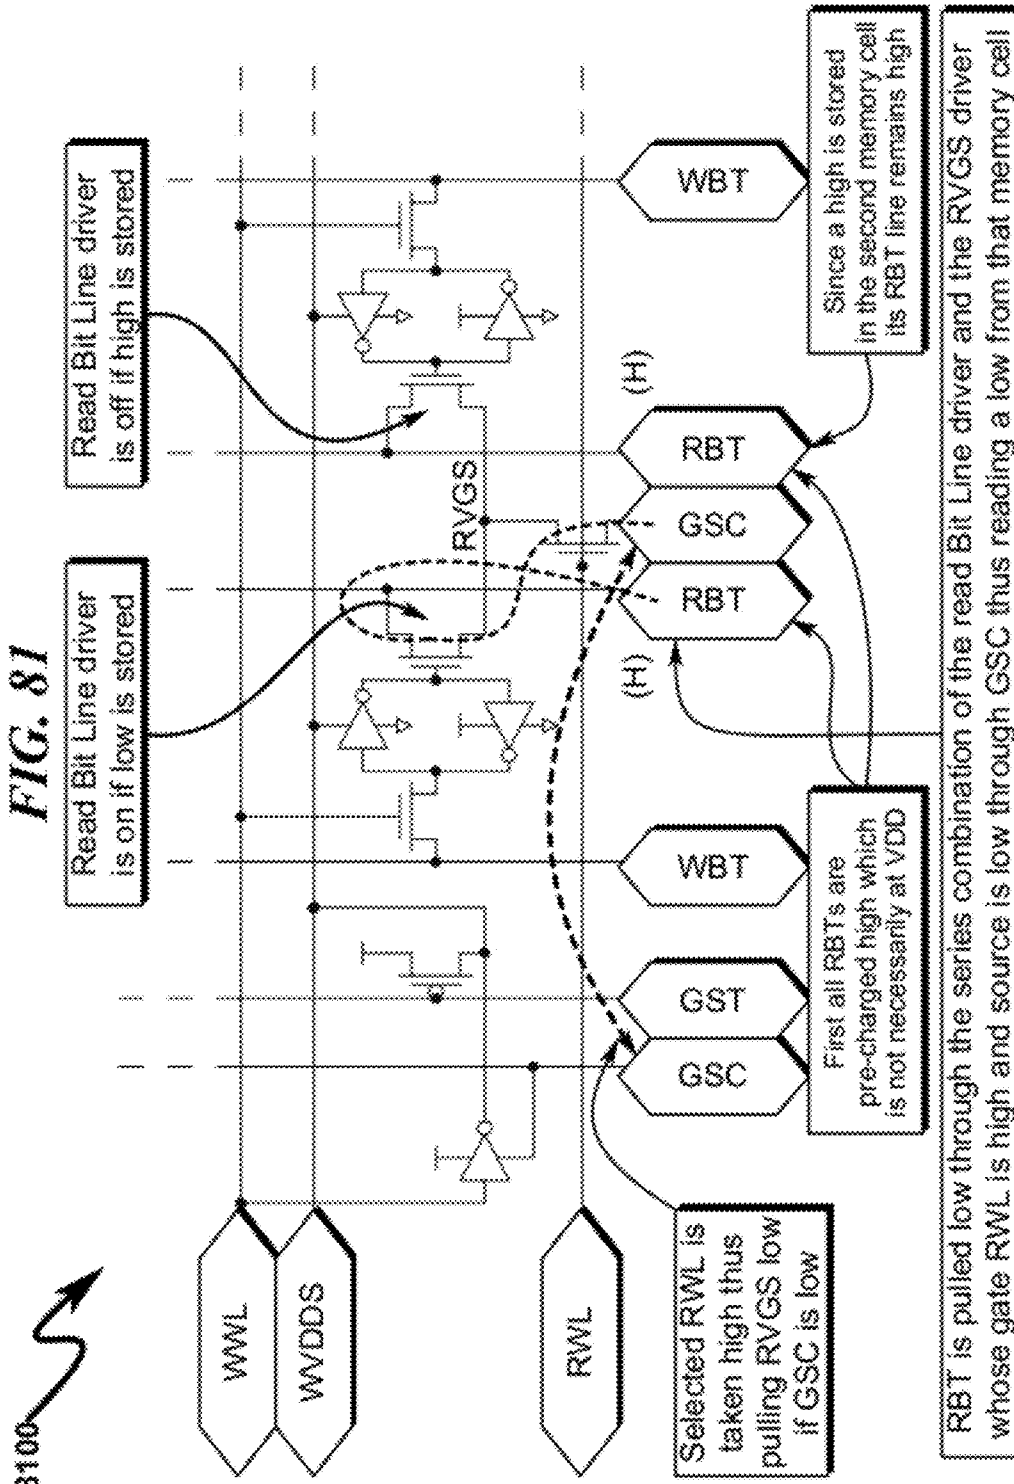 FIG. 81
8100
Read Bit Line driver
is on if low is stored
Read Bit Line driver
is off if high is stored
WWL
WVDDS
RWL
RVGS
(H)
(H)
GSC
GST
WBT
RBT
GSC
RBT
WBT
Selected RWL is
taken high thus
pulling RVGS low
if GSC is low
First all RBTs are
pre-charged high which
is not necessarily at VDD
Since a high is stored
in the second memory cell
its RBT line remains high
RBT is pulled low through the series combination of the read Bit Line driver and the RVGS driver
whose gate RWL is high and source is low through GSC thus reading a low from that memory cell